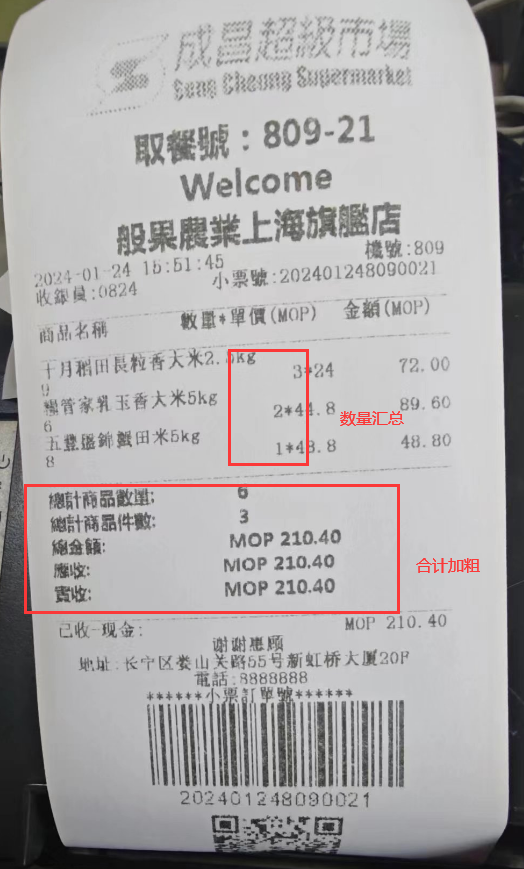 成昌超級市場
Seng Cheung Supermarket
取餐號：809-21
Welcome
般果農業上海旗艦店
機號:809
2024-01-24 15:51:45
小票號:202401248090021
收銀員:0824
商品名稱 數量*單價(MOP) 金額(MOP)
十月稻田長粒香大米2.5kg
9 3*24 72.00
管家乳玉香大米5kg
6 2*44.8 89.60
五豐盛錦蟹田米5kg
8 1*48.8 48.80
数量汇总
總計商品數量: 6
總計商品件數: 3
總金額: MOP 210.40
應收: MOP 210.40
實收: MOP 210.40
合计加粗
已收-现金: MOP 210.40
谢谢惠顾
地址:长宁区娄山关路55号新虹桥大厦20F
電話:8888888
******小票訂單號******
202401248090021